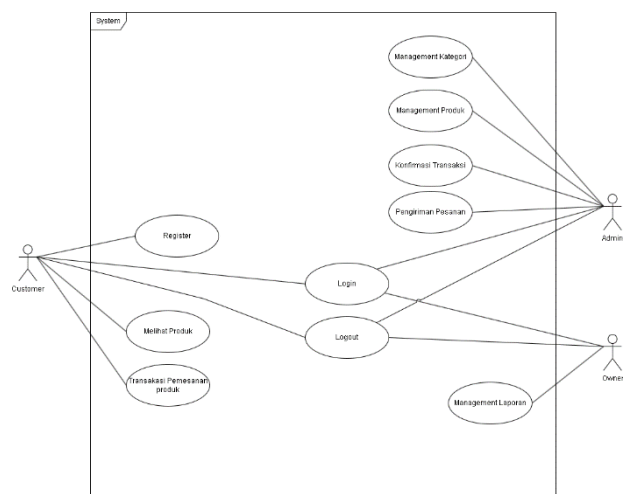 System
Management Kategori
Management Produk
Konfirmasi Transaksi
Pengiriman Pesanan
Register
Admin
Customer
Login
Melihat Produk
Logout
Owner
Transakasi Pemesanan
produk
Management Laporan